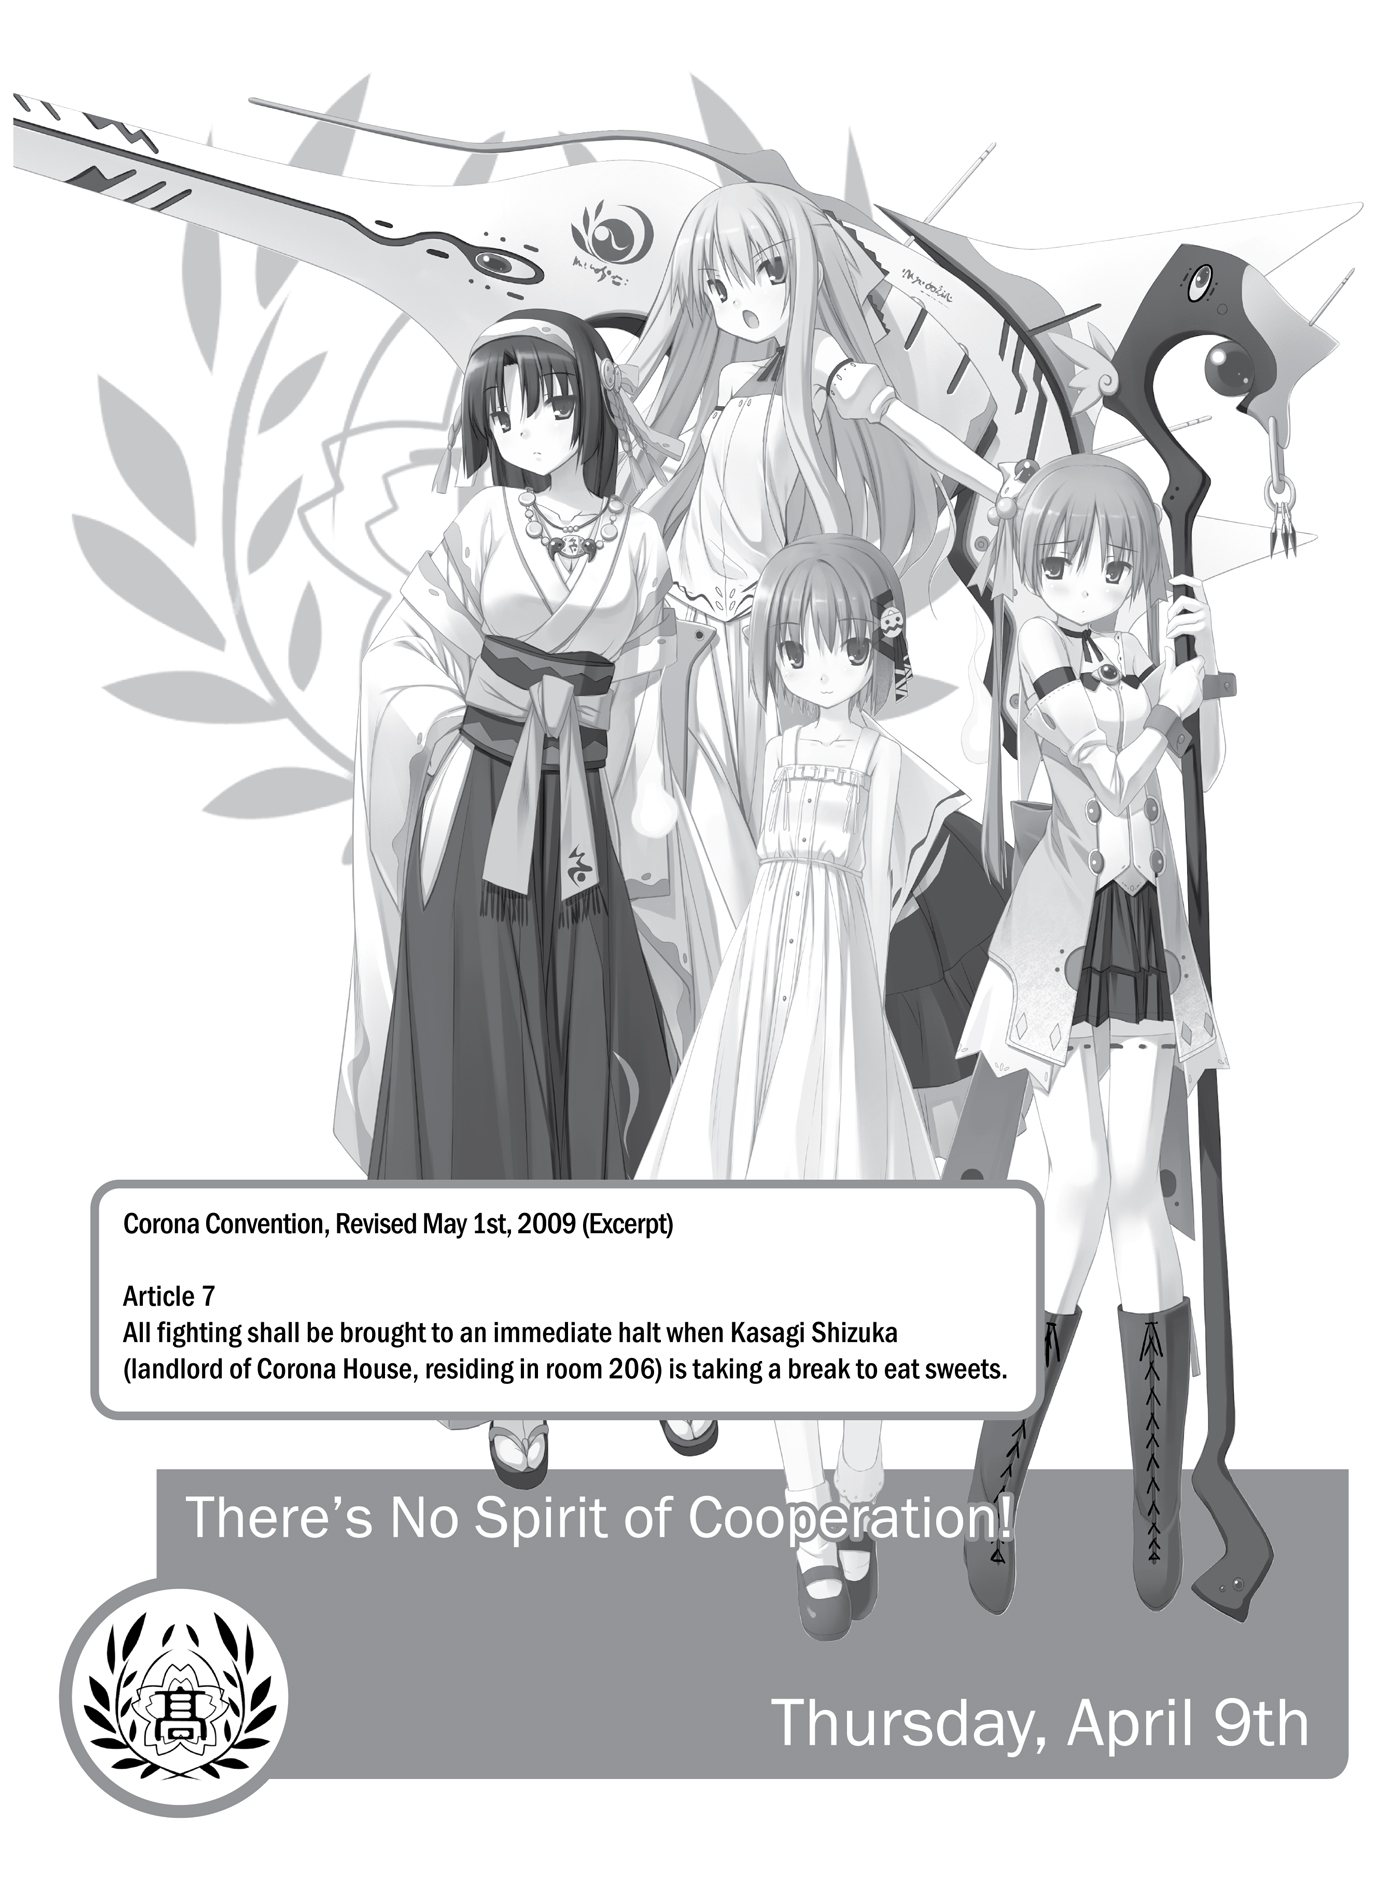 Corona Convention, Revised May 1st, 2009 (Excerpt)
Article 7
All fighting shall be brought to an immediate halt when Kasagi Shizuka
(landlord of Corona House, residing in room 206) is taking a break to eat sweets.
There’s No Spirit of Cooperation!
髙
Thursday, April 9th